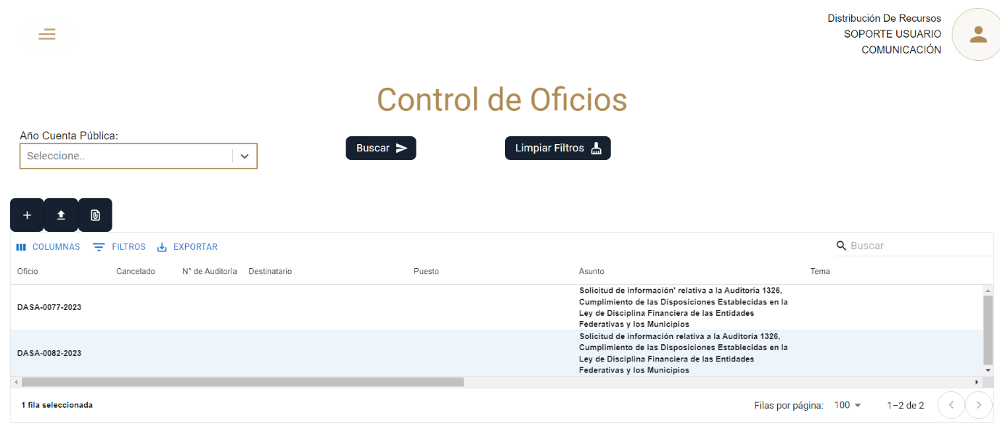 Distribución De Recursos
SOPORTE USUARIO
COMUNICACIÓN
Control de Oficios
Año Cuenta Pública:
Seleccione..
Buscar
Limpiar Filtros
COLUMNAS FILTROS EXPORTAR Buscar
Oficio Cancelado N° de Auditoría Destinatario Puesto Asunto Tema
DASA-0077-2023
Solicitud de información' relativa a la Auditoria 1326,
Cumplimiento de las Disposiciones Establecidas en la
Ley de Disciplina Financiera de las Entidades
Federativas y los Municipios
DASA-0082-2023
Solicitud de información relativa a la Auditoria 1326,
Cumplimiento de las Disposiciones Establecidas en la
Ley de Disciplina Financiera de las Entidades
Federativas y los Municipios
1 fila seleccionada
Filas por página: 100 1–2 de 2